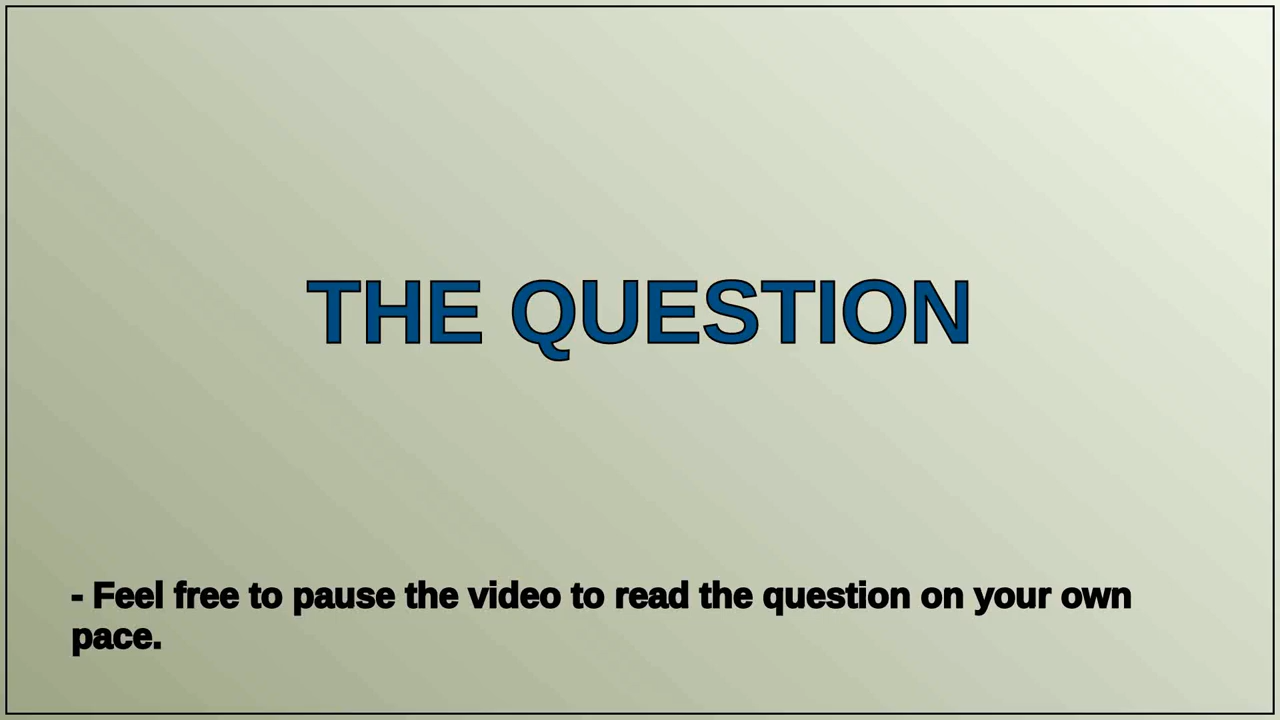 THE QUESTION
- Feel free to pause the video to read the question on your own
pace.